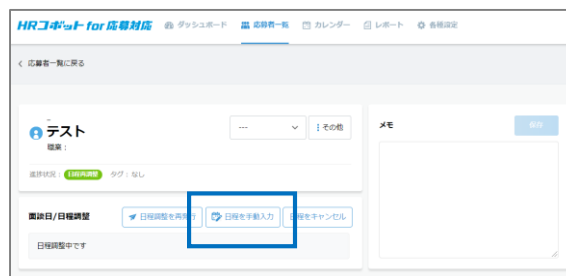 HRコボット for 応募対応 ダッシュボード 応募者一覧 カレンダー レポート 各種設定
< 応募者一覧に戻る
--
テスト
職業：
--- その他
進捗状況： 日程再調整 タグ：なし
面談日/日程調整 日程調整を再発行 日程を手動入力 日程をキャンセル
日程調整中です
メモ 保存